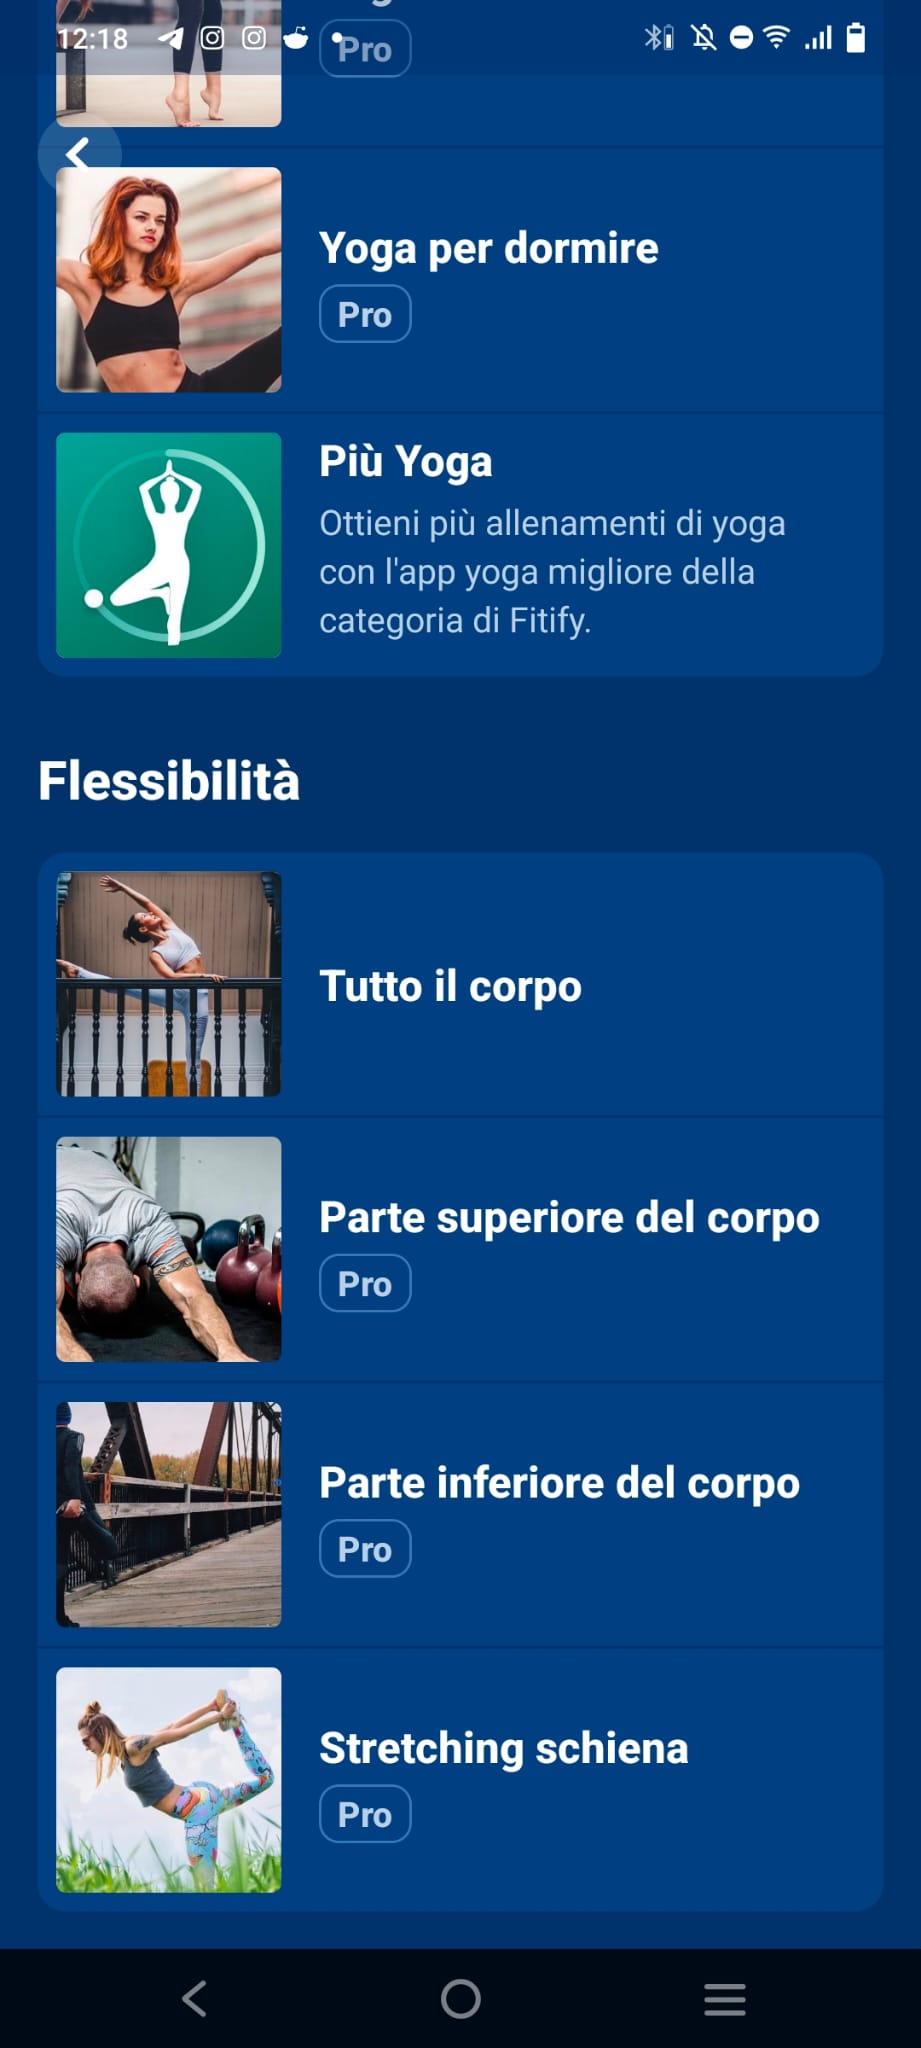 12:18
Pro
Yoga per dormire
Pro
Più Yoga
Ottieni più allenamenti di yoga
con l'app yoga migliore della
categoria di Fitify.
Flessibilità
Tutto il corpo
Parte superiore del corpo
Pro
Parte inferiore del corpo
Pro
Stretching schiena
Pro